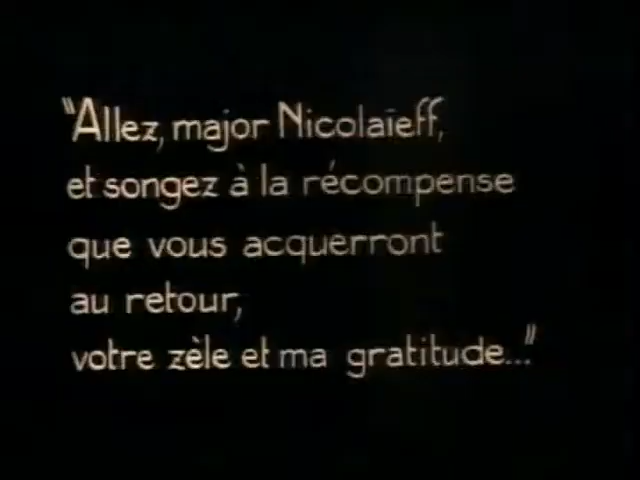 "Allez, major Nicolaïeff,
et songez à la récompense
que vous acquerront
au retour,
votre zèle et ma gratitude..."